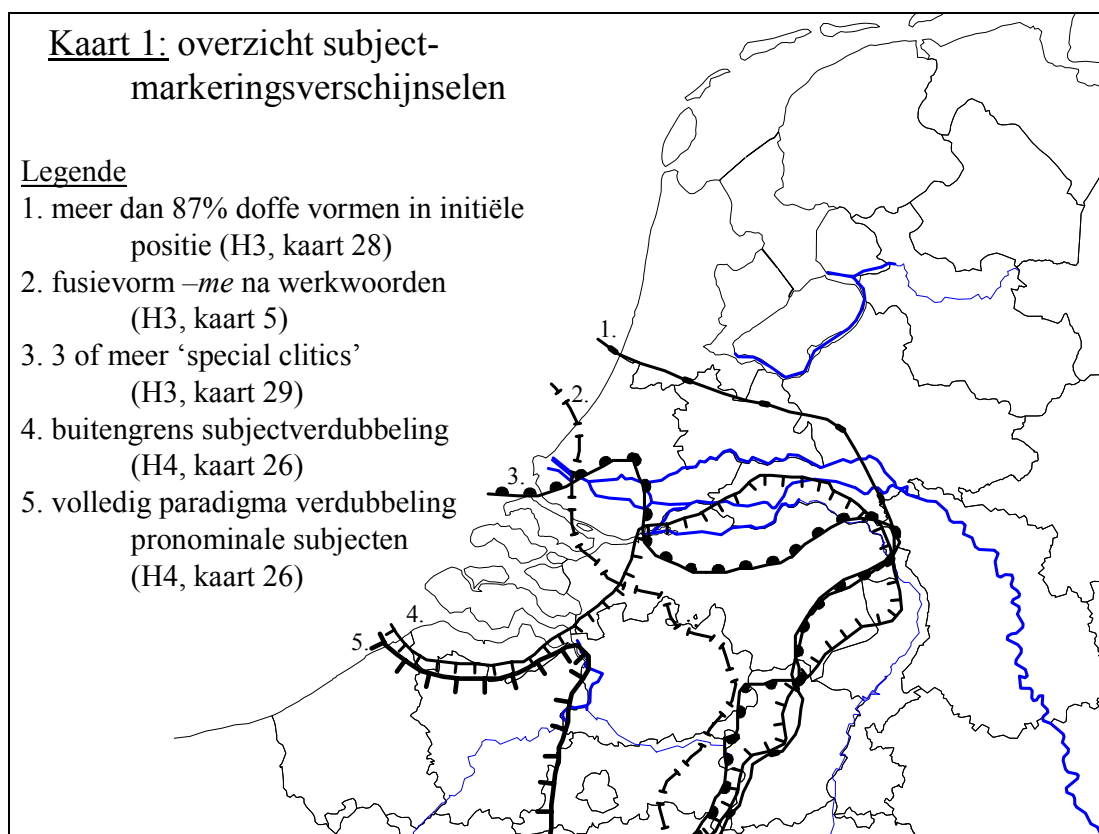 Kaart 1: overzicht subject-
markeringsverschijnselen
Legende
1. meer dan 87% doffe vormen in initiële
positie (H3, kaart 28)
2. fusievorm –me na werkwoorden
(H3, kaart 5)
3. 3 of meer ‘special clitics’
(H3, kaart 29)
4. buitengrens subjectverdubbeling
(H4, kaart 26)
5. volledig paradigma verdubbeling
pronominale subjecten
(H4, kaart 26)
1.
2.
3.
4.
5.